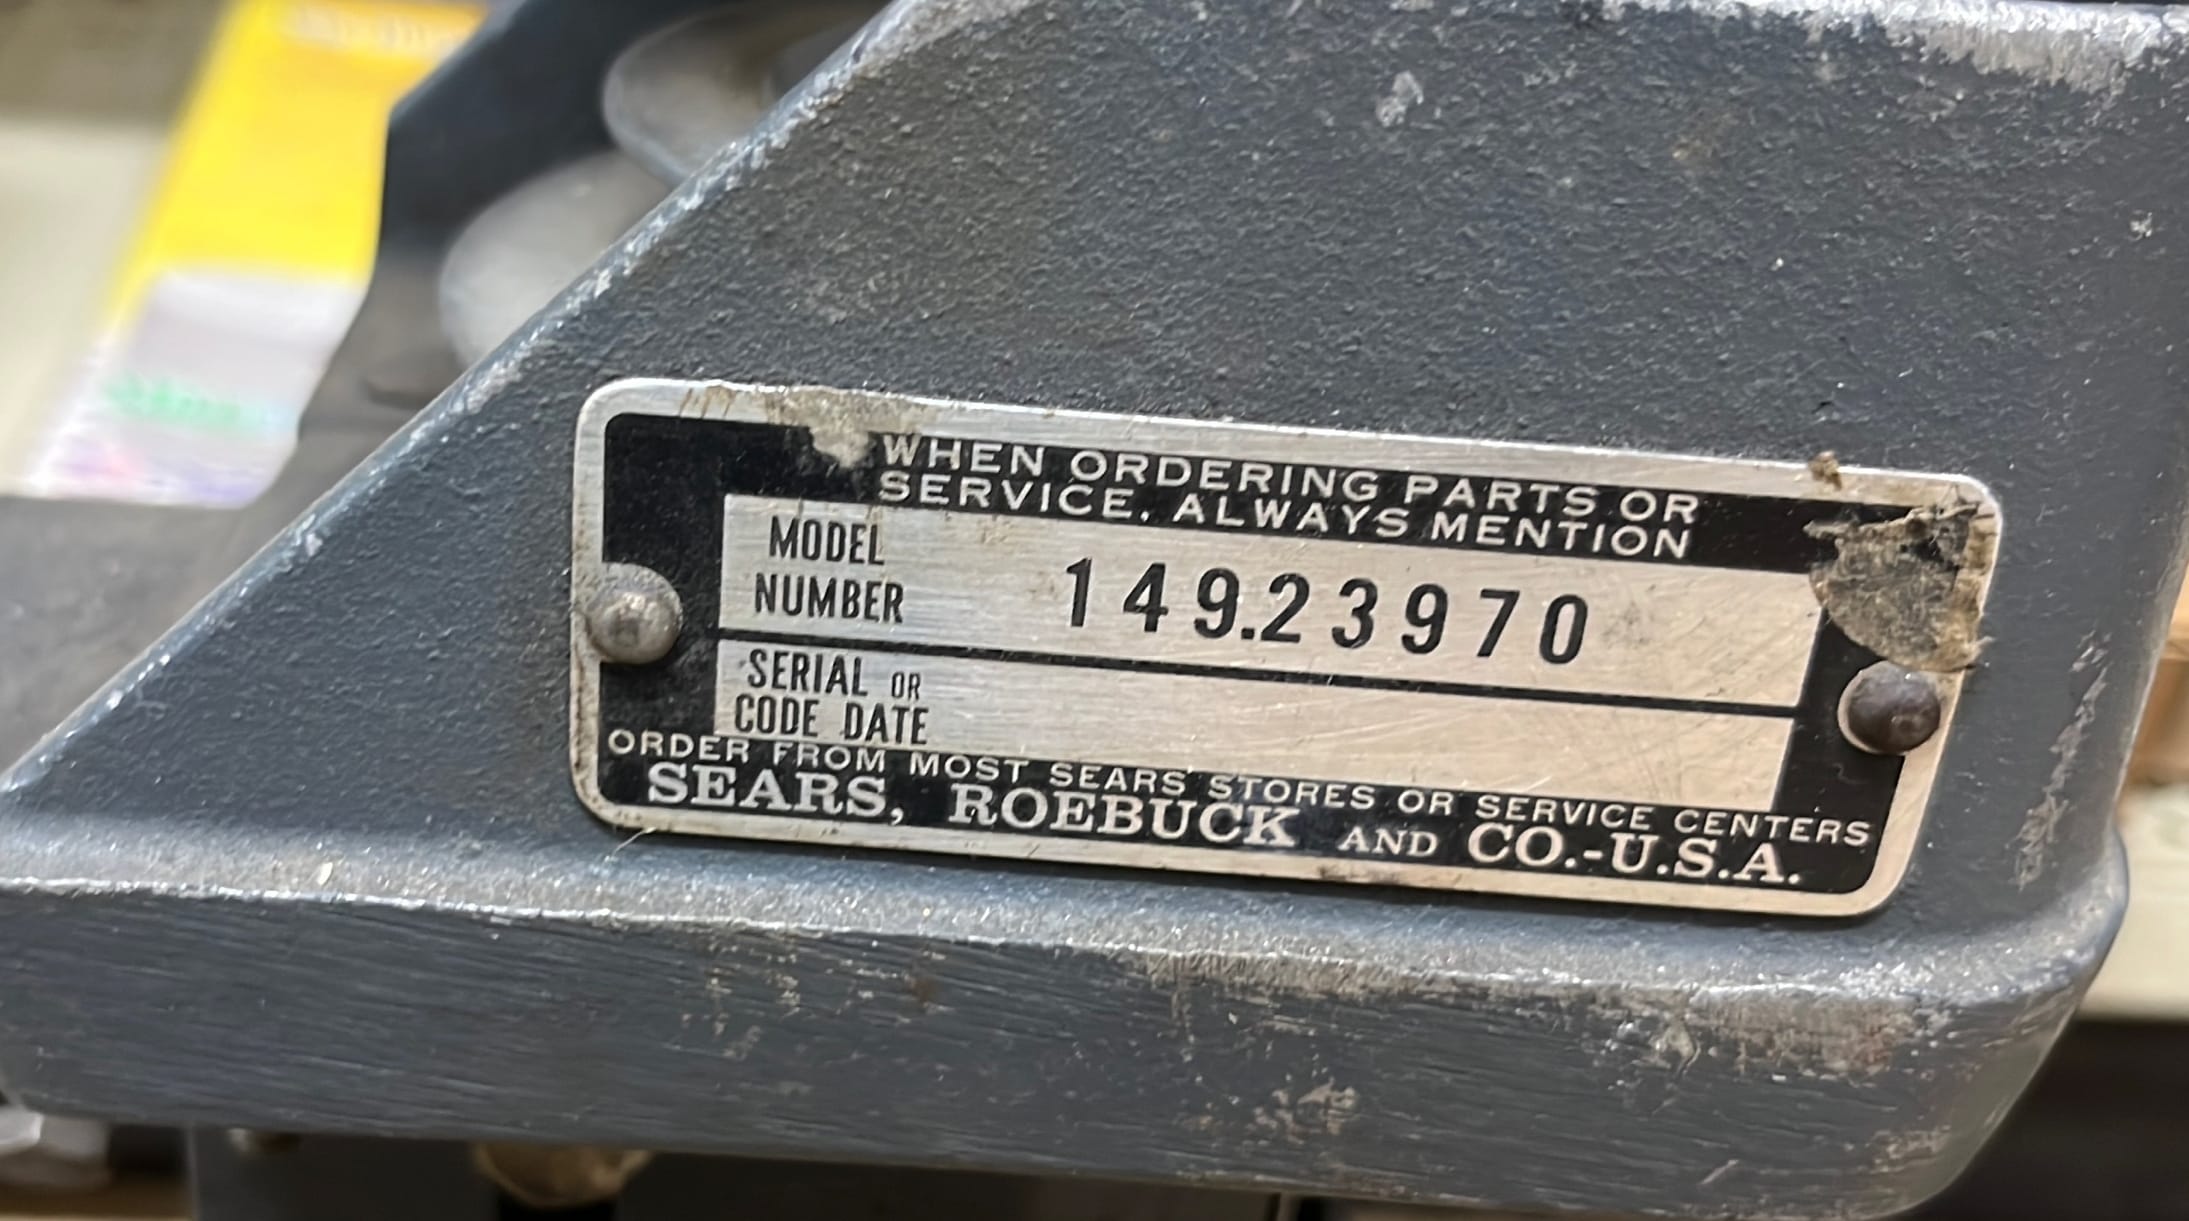 WHEN ORDERING PARTS OR
SERVICE, ALWAYS MENTION
MODEL
NUMBER 149.23970
SERIAL OR
CODE DATE
ORDER FROM MOST SEARS STORES OR SERVICE CENTERS
SEARS, ROEBUCK AND CO.-U.S.A.